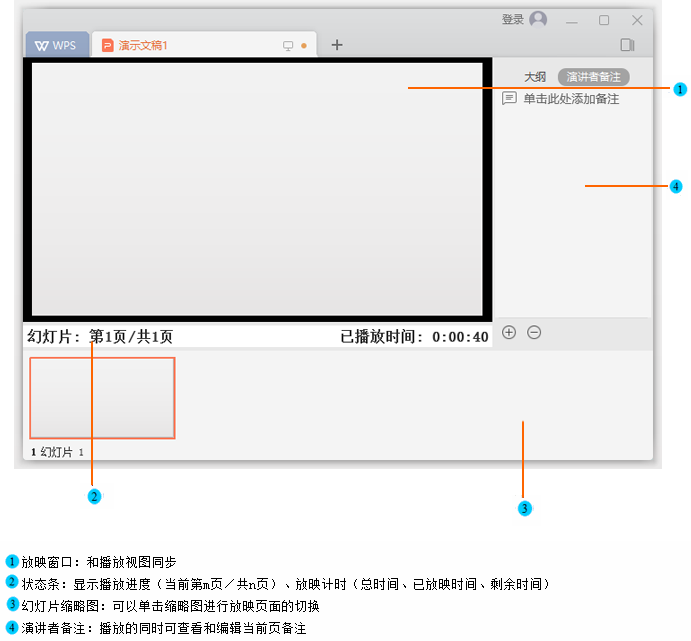 登录
WPS 演示文稿1 +
大纲 演讲者备注
单击此处添加备注
1
4
幻灯片: 第1页/共1页 已播放时间: 0:00:40
1 幻灯片 1
2
3
1 放映窗口：和播放视图同步
2 状态条：显示播放进度（当前第m页／共n页）、放映计时（总时间、已放映时间、剩余时间）
3 幻灯片缩略图：可以单击缩略图进行放映页面的切换
4 演讲者备注：播放的同时可查看和编辑当前页备注